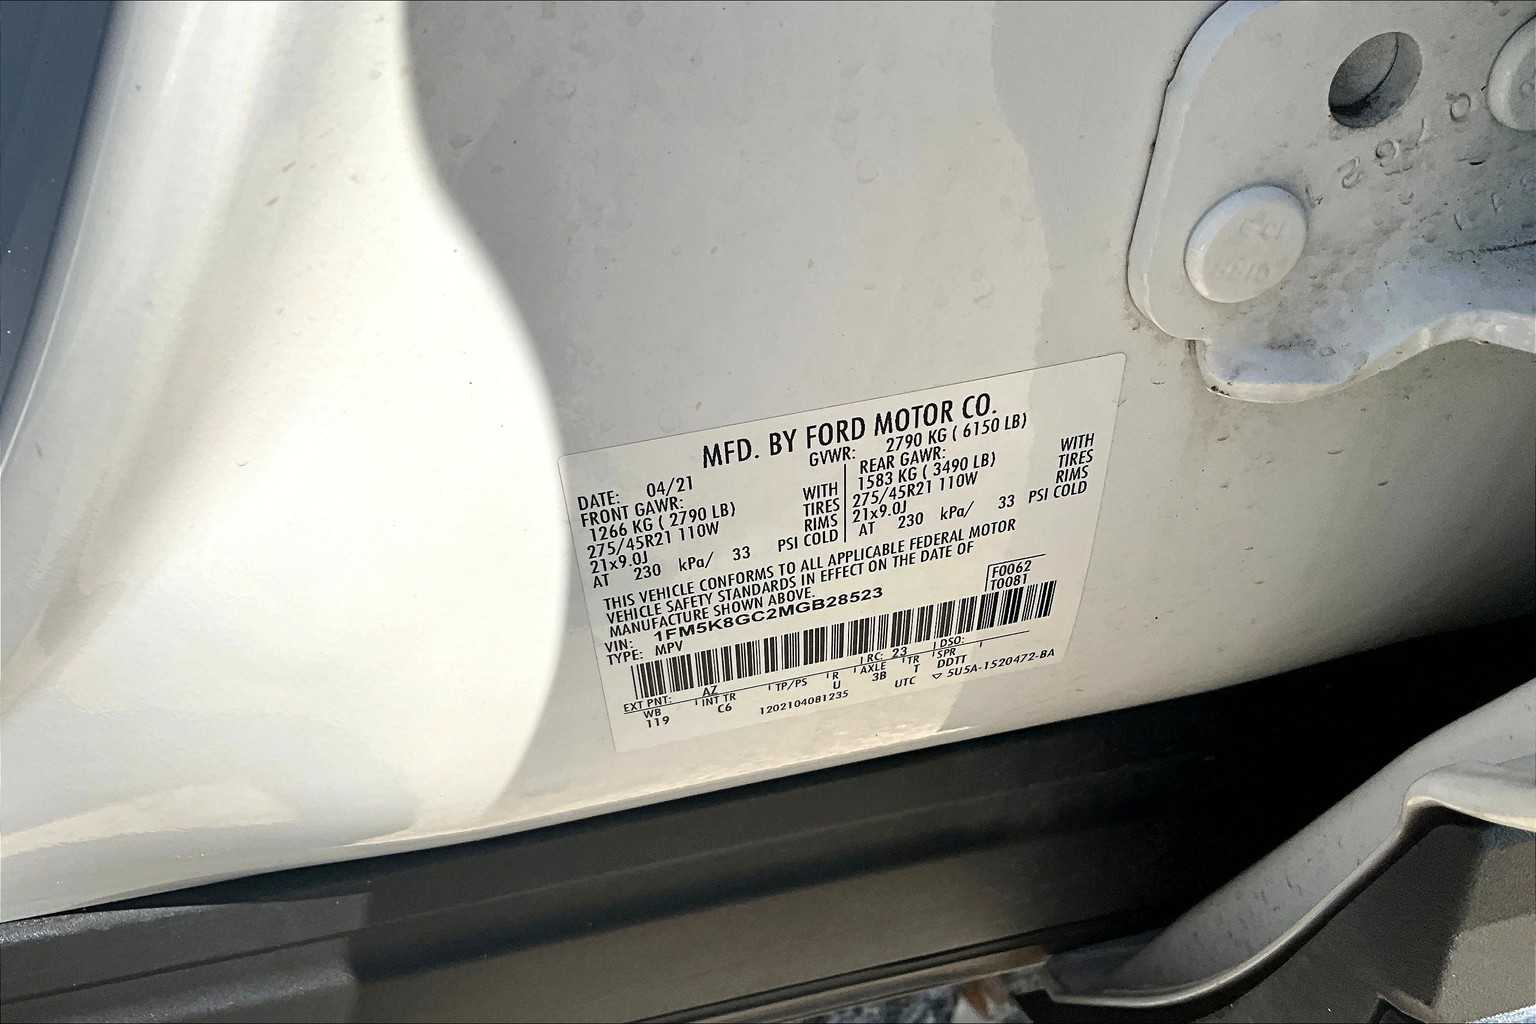 MFD. BY FORD MOTOR CO.
DATE: 04/21
GVWR: 2790 KG ( 6150 LB)
FRONT GAWR:
1266 KG ( 2790 LB) WITH
275/45R21 110W TIRES
21x9.0J RIMS
AT 230 kPa/ 33 PSI COLD
REAR GAWR: WITH
1583 KG ( 3490 LB) TIRES
275/45R21 110W RIMS
21x9.0J
AT 230 kPa/ 33 PSI COLD
THIS VEHICLE CONFORMS TO ALL APPLICABLE FEDERAL MOTOR
VEHICLE SAFETY STANDARDS IN EFFECT ON THE DATE OF
MANUFACTURE SHOWN ABOVE.
VIN: 1FM5K8GC2MGB28523
TYPE: MPV
F0062
T0081
EXT PNT: AZ RC: 23 DSO:
WB INT TR TP/PS R AXLE TR SPR
119 C6 U 3B T DDTT
1202104081235 UTC ▽ 5U5A-1520472-BA